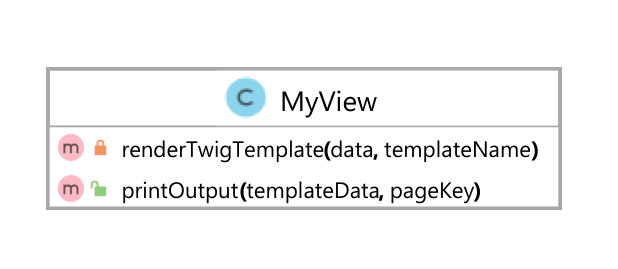 C MyView
m renderTwigTemplate(data, templateName)
m printOutput(templateData, pageKey)